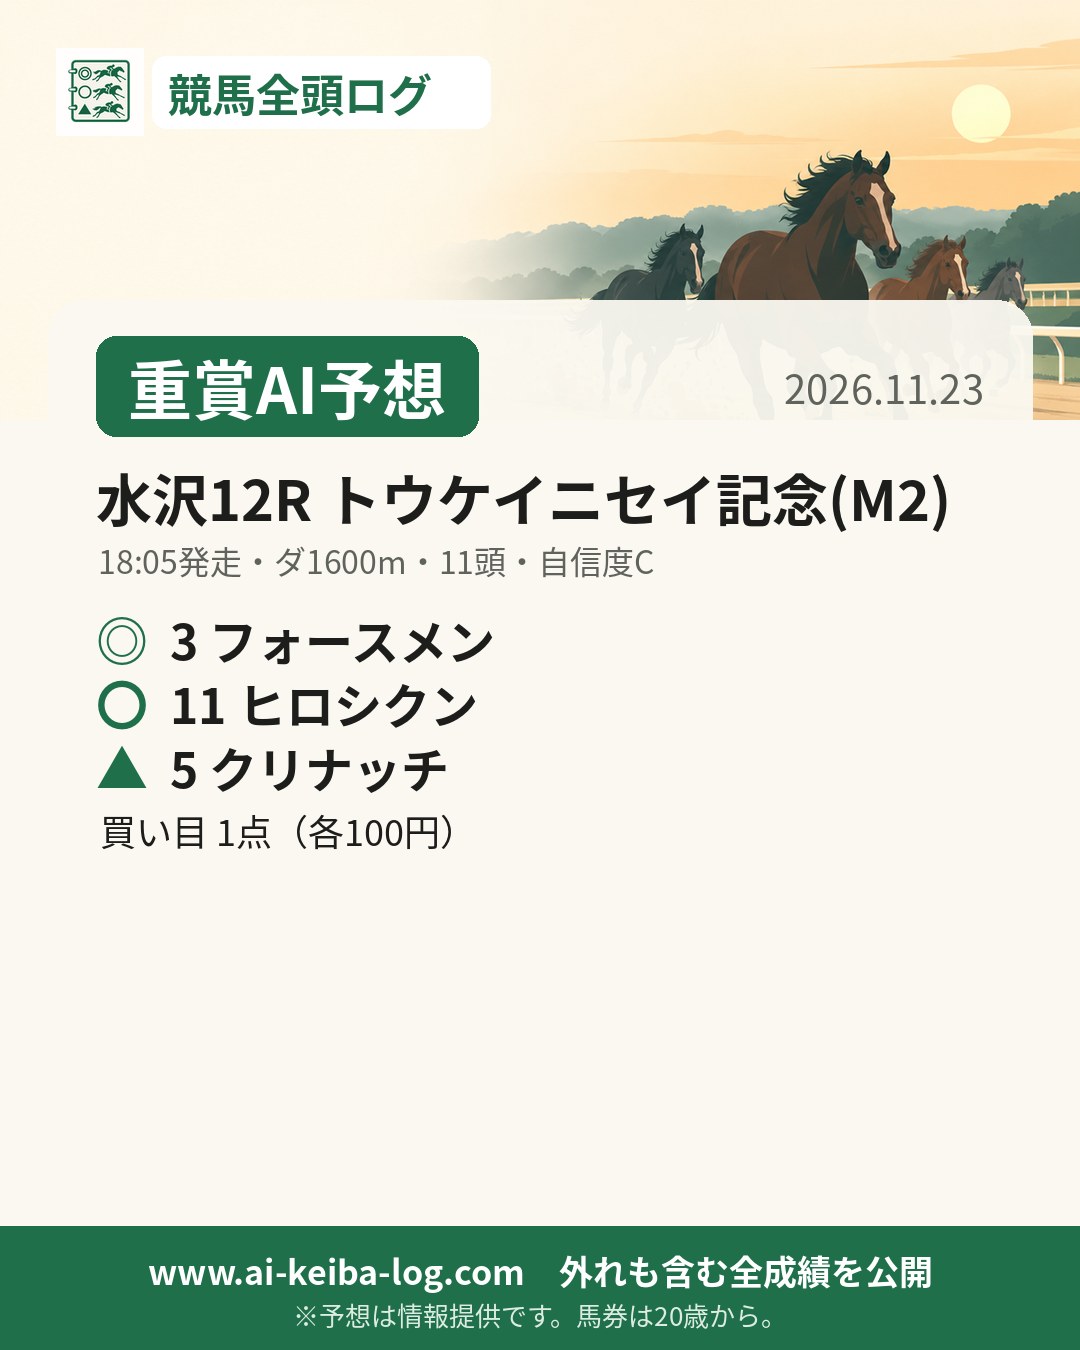 競馬全頭ログ
重賞AI予想
2026.11.23
水沢12R トウケイニセイ記念(M2)
18:05発走・ダ1600m・11頭・自信度C
◎ 3 フォースメン
○ 11 ヒロシクン
▲ 5 クリナッチ
買い目 1点（各100円）
www.ai-keiba-log.com　外れも含む全成績を公開
※予想は情報提供です。馬券は20歳から。